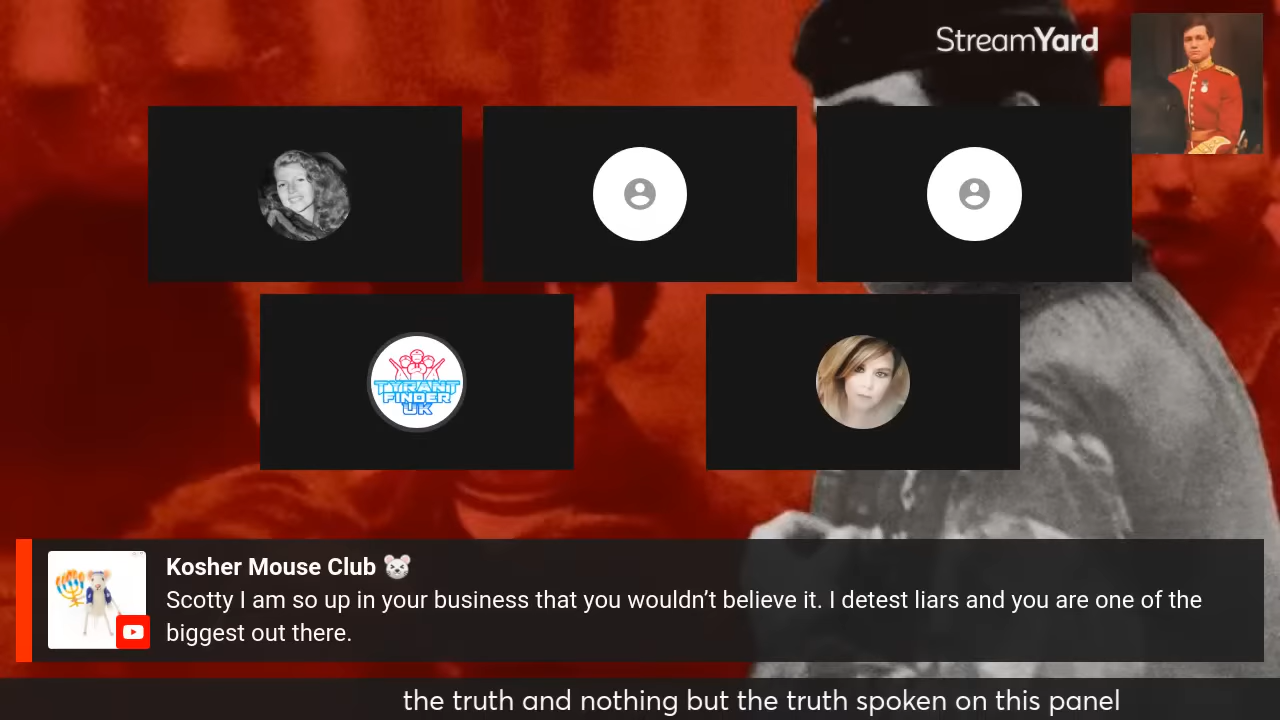 StreamYard
TYRANT
FINDER
UK
Kosher Mouse Club 🐭
Scotty I am so up in your business that you wouldn’t believe it. I detest liars and you are one of the
biggest out there.
the truth and nothing but the truth spoken on this panel